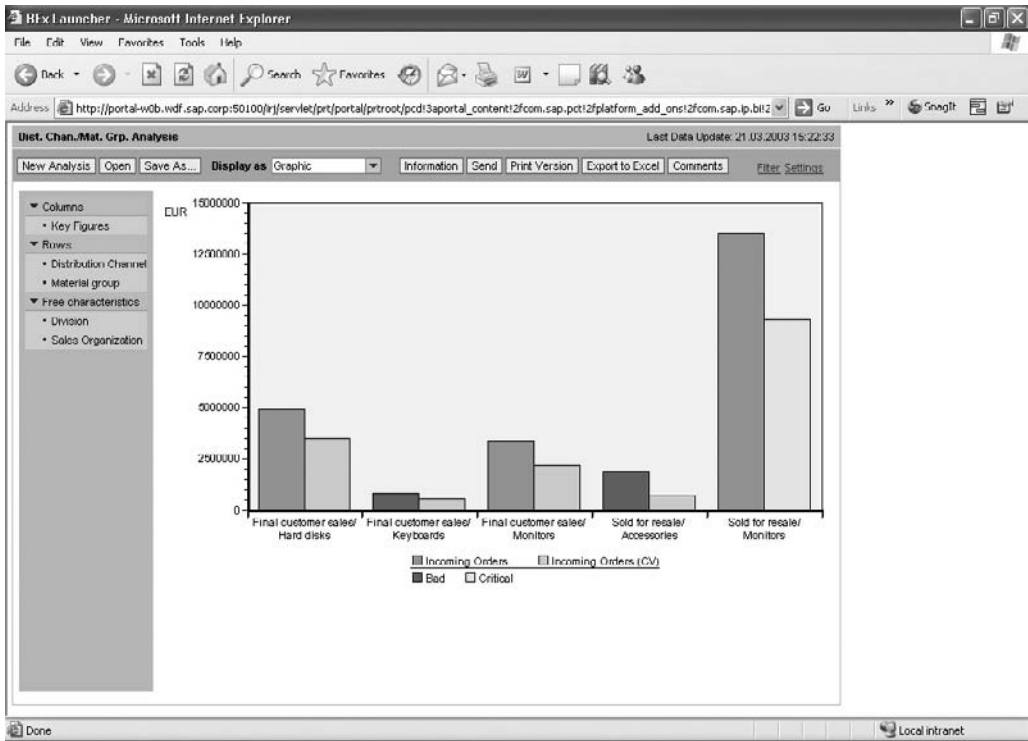 BEx Launcher - Microsoft Internet Explorer
File Edit View Favorites Tools Help
Back Search Favorites
Address http://portal-w0b.wdf.sap.corp:50100/irj/servlet/prt/portal/prtroot/pcd!3aportal_content!2fcom.sap.pct!2fplatform_add_ons!2fcom.sap.ip.bi!2 Go Links » SnagIt
Dist. Chan./Mat. Grp. Analysis Last Data Update: 21.03.2003 15:22:33
New Analysis Open Save As... Display as Graphic Information Send Print Version Export to Excel Comments Filter Settings
Columns
• Key Figures
Rows
• Distribution Channel
• Material group
Free characteristics
• Division
• Sales Organization
EUR
15000000
12500000
10000000
7500000
5000000
2500000
0
Final customer sales/ Final customer sales/ Final customer sales/ Sold for resale/ Sold for resale/
Hard disks Keyboards Monitors Accessories Monitors
Incoming Orders Incoming Orders (CV)
Bad Critical
Done Local intranet